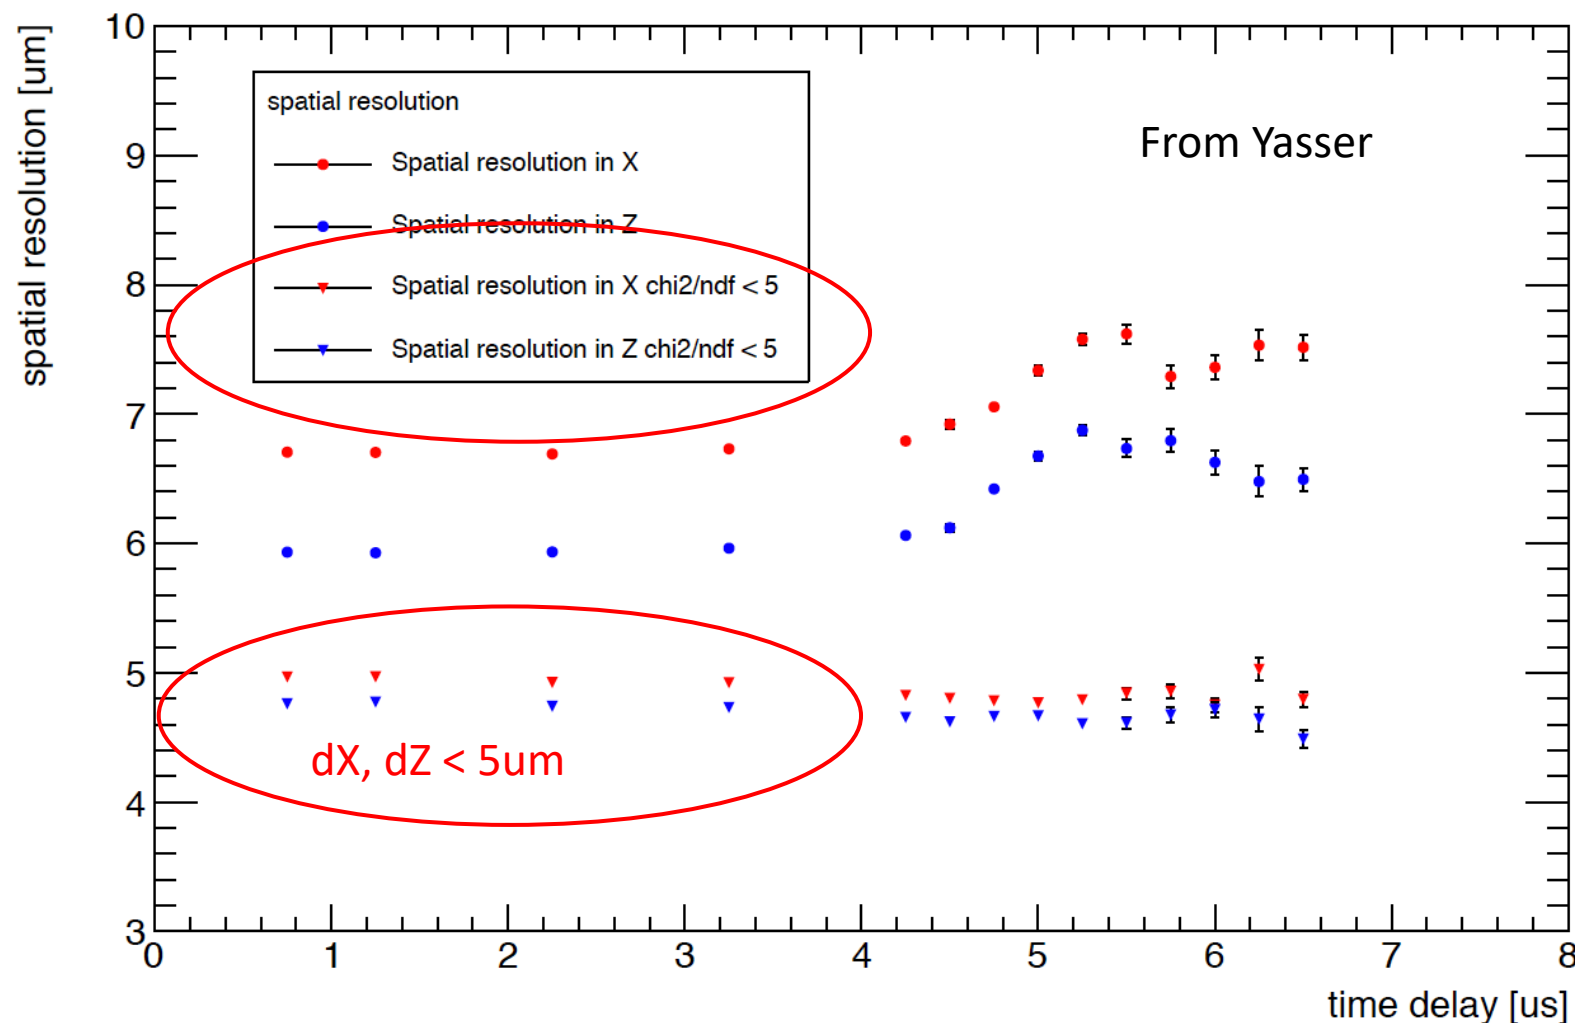 spatial resolution [um]
10
9
8
7
6
5
4
3
spatial resolution
Spatial resolution in X
Spatial resolution in Z
Spatial resolution in X chi2/ndf < 5
Spatial resolution in Z chi2/ndf < 5
From Yasser
dX, dZ < 5um
0 1 2 3 4 5 6 7 8
time delay [us]